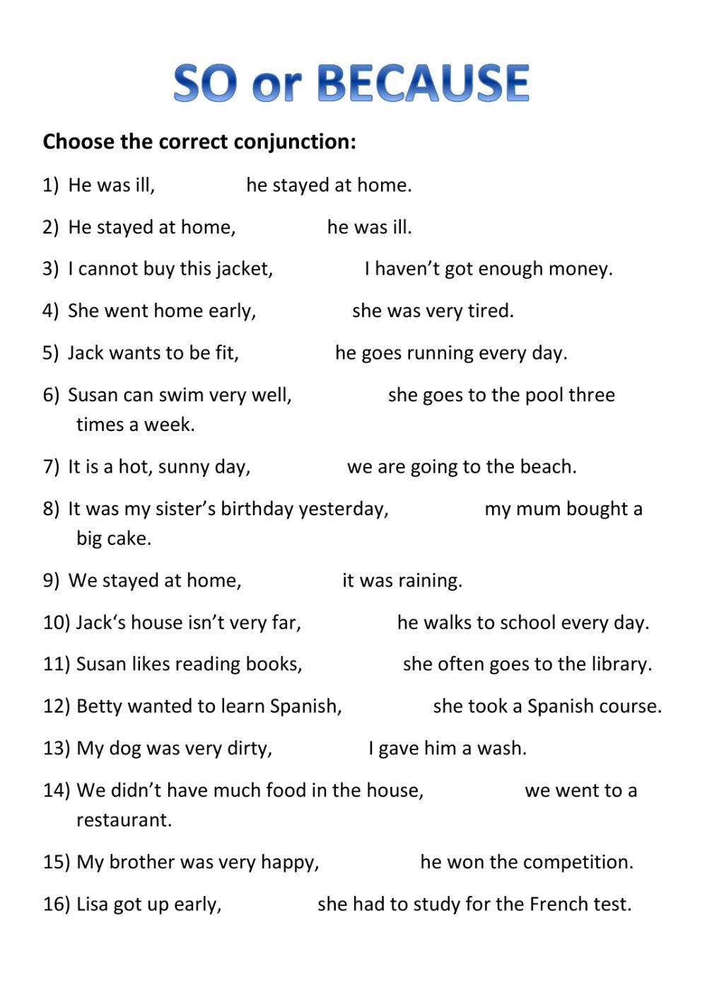 SO or BECAUSE
Choose the correct conjunction:
1) He was ill, he stayed at home.
2) He stayed at home, he was ill.
3) I cannot buy this jacket, I haven’t got enough money.
4) She went home early, she was very tired.
5) Jack wants to be fit, he goes running every day.
6) Susan can swim very well, she goes to the pool three
times a week.
7) It is a hot, sunny day, we are going to the beach.
8) It was my sister’s birthday yesterday, my mum bought a
big cake.
9) We stayed at home, it was raining.
10) Jack‘s house isn’t very far, he walks to school every day.
11) Susan likes reading books, she often goes to the library.
12) Betty wanted to learn Spanish, she took a Spanish course.
13) My dog was very dirty, I gave him a wash.
14) We didn’t have much food in the house, we went to a
restaurant.
15) My brother was very happy, he won the competition.
16) Lisa got up early, she had to study for the French test.